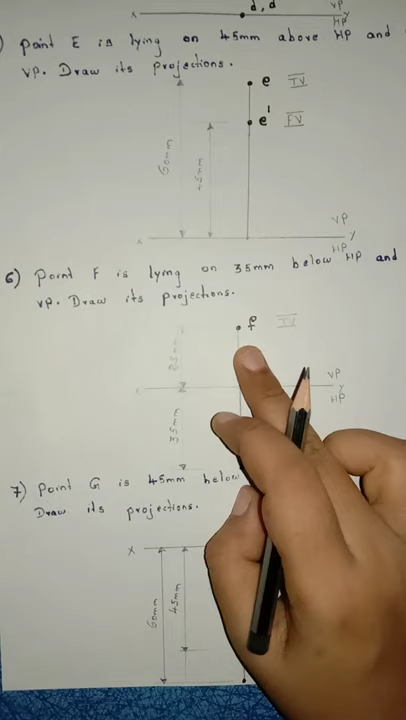 d, d
x VP
HP y
) point E is lying on 45mm above HP and
VP. Draw its projections.
e TV
e' FV
60mm
45mm
VP
x y
HP
6) point F is lying on 35mm below HP and
VP. Draw its projections.
f TV
25mm
VP
x y
HP
35mm
7) point G is 45mm below
Draw its projections.
X
60mm
45mm